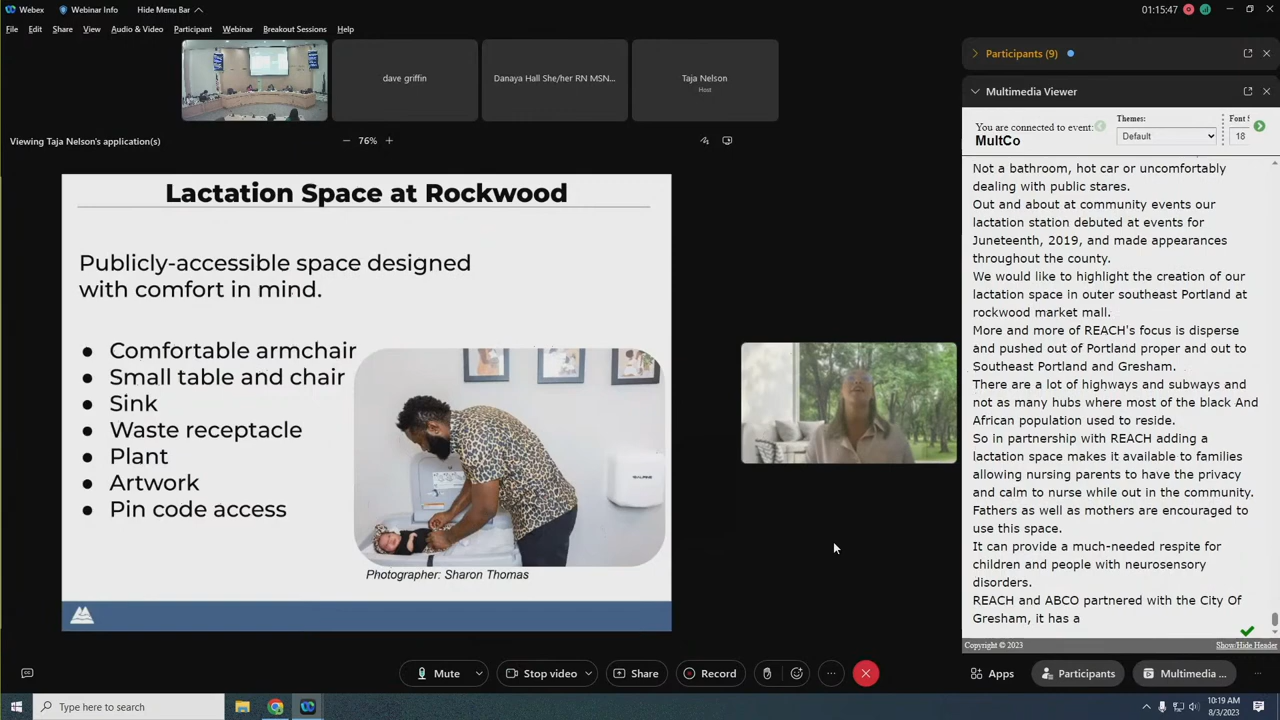 Webex
Webinar Info
Hide Menu Bar
01:15:47
File
Edit
Share
View
Audio & Video
Participant
Webinar
Breakout Sessions
Help
dave griffin
Danaya Hall She/her RN MSN...
Taja Nelson
Host
Viewing Taja Nelson's application(s)
76%
Lactation Space at Rockwood
Publicly-accessible space designed
with comfort in mind.
● Comfortable armchair
● Small table and chair
● Sink
● Waste receptacle
● Plant
● Artwork
● Pin code access
Photographer: Sharon Thomas
Participants (9)
Multimedia Viewer
You are connected to event:
MultCo
Themes:
Default
Font S
18
Not a bathroom, hot car or uncomfortably
dealing with public stares.
Out and about at community events our
lactation station debuted at events for
Juneteenth, 2019, and made appearances
throughout the county.
We would like to highlight the creation of our
lactation space in outer southeast Portland at
rockwood market mall.
More and more of REACH's focus is disperse
and pushed out of Portland proper and out to
Southeast Portland and Gresham.
There are a lot of highways and subways and
not as many hubs where most of the black And
African population used to reside.
So in partnership with REACH adding a
lactation space makes it available to families
allowing nursing parents to have the privacy
and calm to nurse while out in the community.
Fathers as well as mothers are encouraged to
use this space.
It can provide a much-needed respite for
children and people with neurosensory
disorders.
REACH and ABCO partnered with the City Of
Gresham, it has a
Copyright © 2023
Show/Hide Header
Mute
Stop video
Share
Record
Apps
Participants
Multimedia ...
Type here to search
10:19 AM
8/3/2023